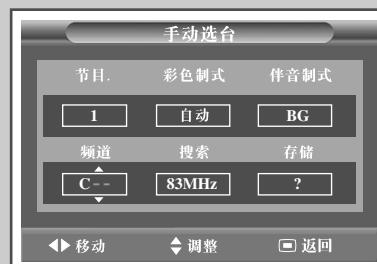 手动选台
节目. 彩色制式 伴音制式
1 自动 BG
频道 搜索 存储
C-- 83MHz ?
移动 调整 返回